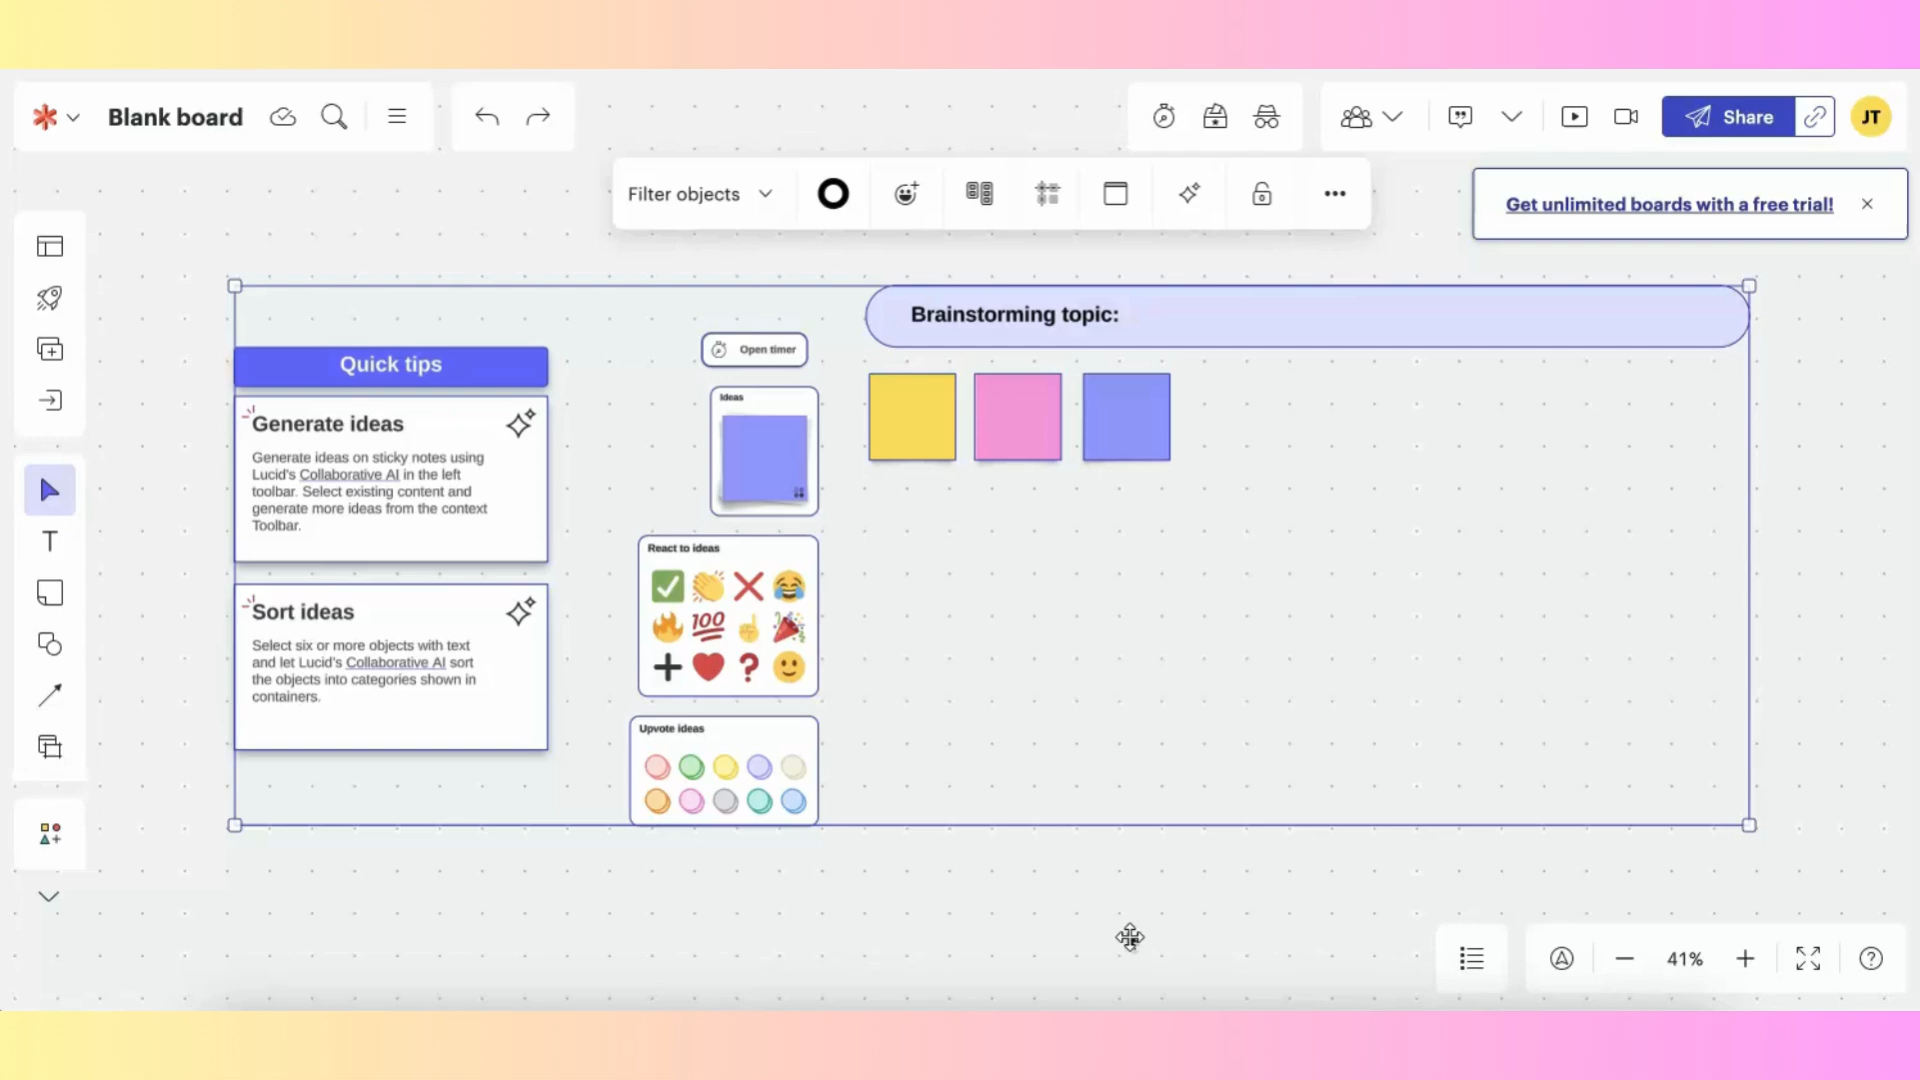 Blank board
Share
JT
Filter objects
Get unlimited boards with a free trial!
Brainstorming topic:
Open timer
Quick tips
Ideas
Generate ideas
Generate ideas on sticky notes using
Lucid's Collaborative AI in the left
toolbar. Select existing content and
generate more ideas from the context
Toolbar.
React to ideas
100
Sort ideas
Select six or more objects with text
and let Lucid's Collaborative AI sort
the objects into categories shown in
containers.
Upvote ideas
41%